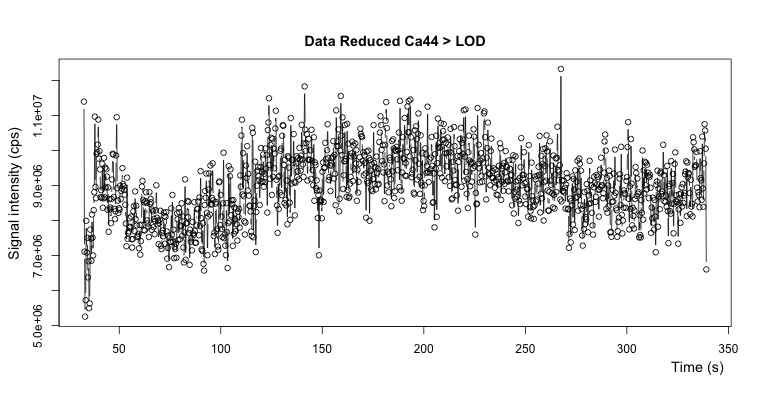 Data Reduced Ca44 > LOD
Signal intensity (cps)
1.1e+07
9.0e+06
7.0e+06
5.0e+06
50 100 150 200 250 300 350
Time (s)